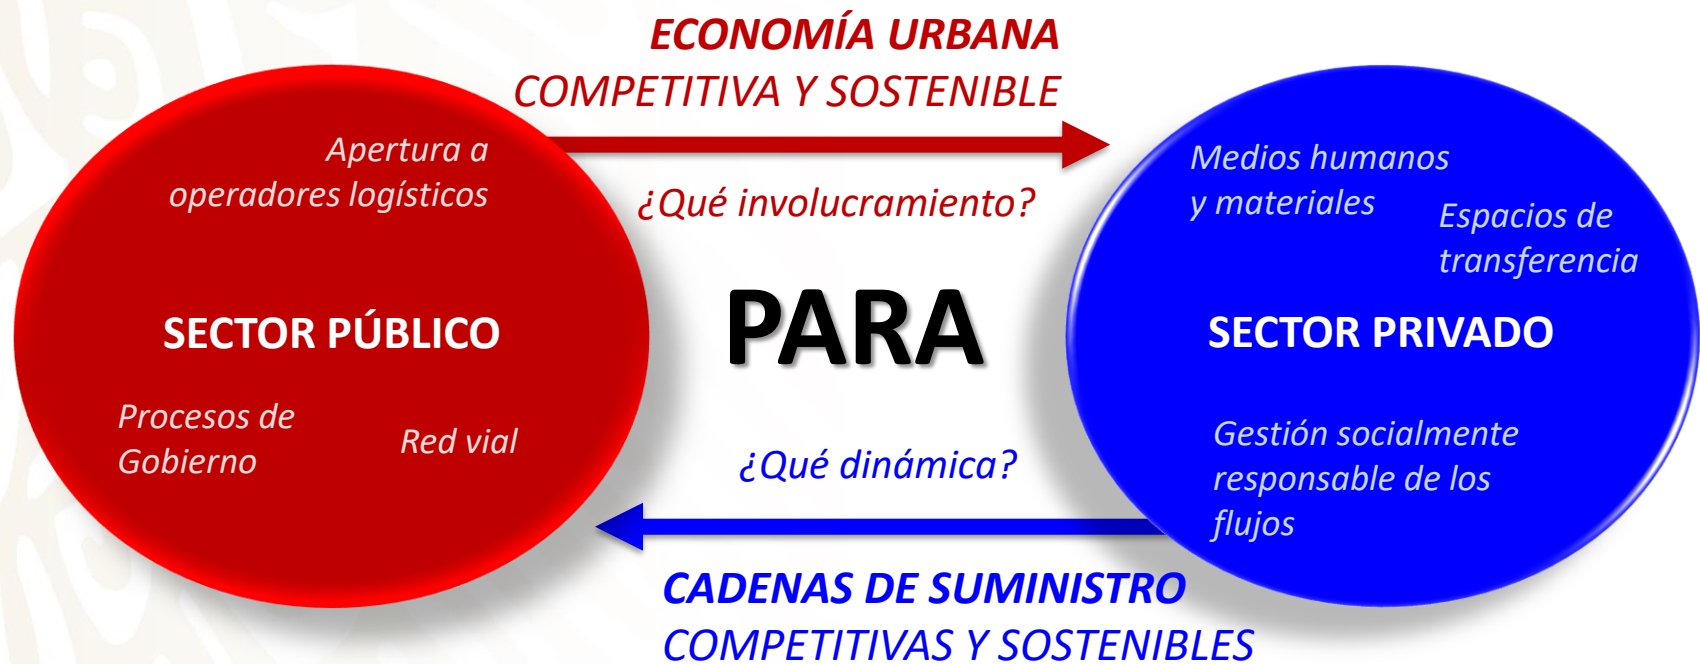 ECONOMÍA URBANA
COMPETITIVA Y SOSTENIBLE
Apertura a
operadores logísticos
¿Qué involucramiento?
Medios humanos
y materiales
Espacios de
transferencia
SECTOR PÚBLICO
PARA
SECTOR PRIVADO
Procesos de
Gobierno
Red vial
¿Qué dinámica?
Gestión socialmente
responsable de los
flujos
CADENAS DE SUMINISTRO
COMPETITIVAS Y SOSTENIBLES